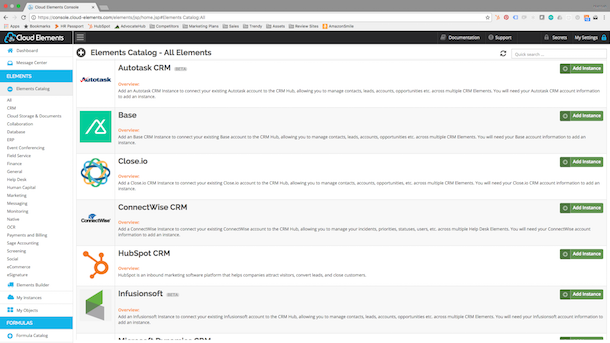 Cloud Elements Console
https://console.cloud-elements.com/elements/jsp/home.jsp#Elements Catalog:All
Apps
Bookmarks
HR Passport
HootSuite
AdvocateHub
Competitors
Countries
Marketing Plans
Sales
Trendz
Assets
Review Sites
AmazonSmile
Other Bookmarks
Cloud Elements
Documentation
Support
Secrets
My Settings
Dashboard
Message Center
ELEMENTS
Elements Catalog
All
CRM
Cloud Storage & Documents
Collaboration
Database
ERP
Event Conferencing
Field Service
Finance
General
Help Desk
Human Capital
Marketing
Messaging
Monitoring
Native
OCR
Payments and Billing
Sage Accounting
Screening
Social
eCommerce
eSignature
Elements Builder
My Instances
My Objects
FORMULAS
Formula Catalog
Elements Catalog - All Elements
Quick search ...
Autotask
Autotask CRM (BETA)
Add Instance
Overview:
Add an Autotask CRM Instance to connect your existing Autotask account to the CRM Hub, allowing you to manage contacts, leads, accounts, opportunities etc. across multiple CRM Elements. You will need your Autotask CRM account information
to add an instance.
Base
Add Instance
Overview:
Add an Base CRM Instance to connect your existing Base account to the CRM Hub, allowing you to manage contacts, leads, accounts, opportunities etc. across multiple CRM Elements. You will need your Base account information to add an
instance.
Close.io
Add Instance
Overview:
Add a Close.io CRM Instance to connect your existing Close.io account to the CRM Hub, allowing you to manage contacts, accounts, opportunities, etc. across multiple CRM Elements. You will need your Close.io CRM account information to
add an instance.
ConnectWise
ConnectWise CRM
Add Instance
Overview:
Add a ConnectWise Instance to connect your existing ConnectWise account to the CRM Hub, allowing you to manage your incidents, priorities, statuses, users, etc. across multiple Help Desk Elements. You will need your ConnectWise account
information to add an instance.
HubSpot CRM
Add Instance
Overview:
HubSpot is an inbound marketing software platform that helps companies attract visitors, convert leads, and close customers.
Infusionsoft (BETA)
Add Instance
Overview:
Add an Infusionsoft Instance to connect your existing Infusionsoft account to the CRM Hub, allowing you to manage contacts, leads, accounts, opportunities etc. across multiple CRM Elements. You will need your Infusionsoft account
information to add an instance.
Microsoft Dynamics CRM